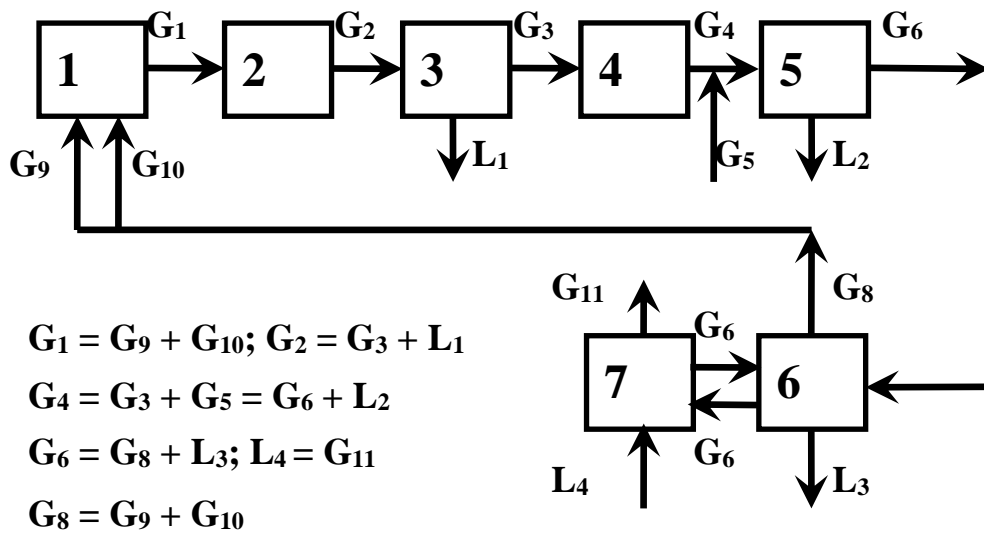 G₁ G₂ G₃ G₄ G₆
1 2 3 4 5
G₉ G₁₀ L₁ G₅ L₂
G₁₁ G₆ G₈
G₁ = G₉ + G₁₀; G₂ = G₃ + L₁
7 6
G₄ = G₃ + G₅ = G₆ + L₂
G₆ = G₈ + L₃; L₄ = G₁₁
L₄ G₆ L₃
G₈ = G₉ + G₁₀